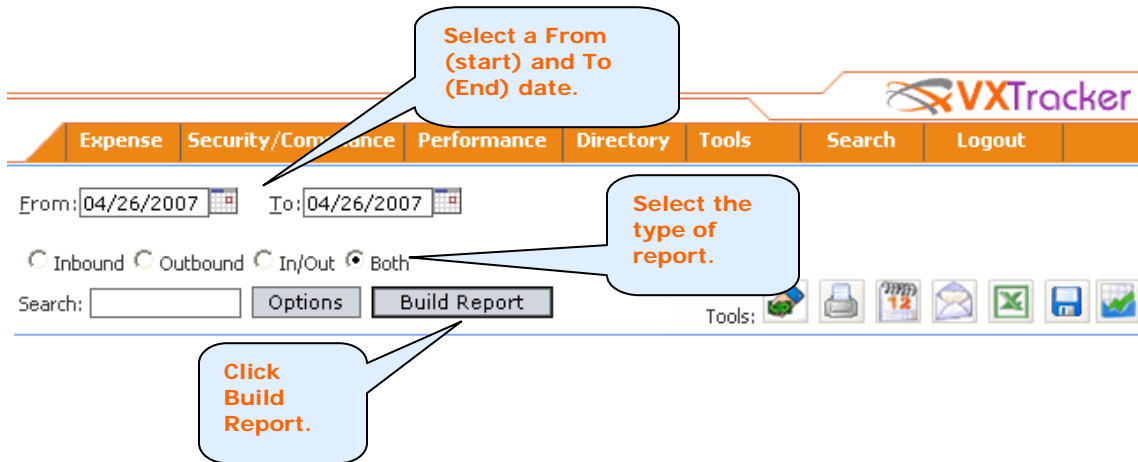 Select a From
(start) and To
(End) date.
VXTracker
Expense Security/Com ance Performance Directory Tools Search Logout
From: 04/26/2007 To: 04/26/2007
Select the
type of
report.
Inbound Outbound In/Out Both
Search: Options Build Report Tools: 12
Click
Build
Report.